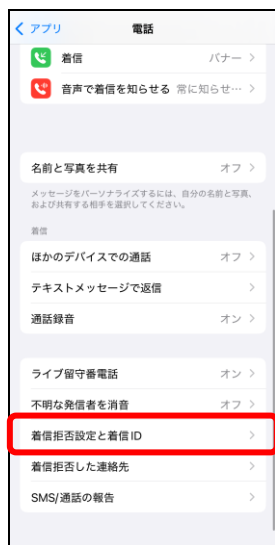 アプリ 電話
着信 バナー
音声で着信を知らせる 常に知らせ…
名前と写真を共有 オフ
メッセージをパーソナライズするには、自分の名前と写真、
および共有する相手を選択してください。
着信
ほかのデバイスでの通話 オフ
テキストメッセージで返信
通話録音 オン
ライブ留守番電話 オン
不明な発信者を消音 オフ
着信拒否設定と着信ID
着信拒否した連絡先
SMS/通話の報告